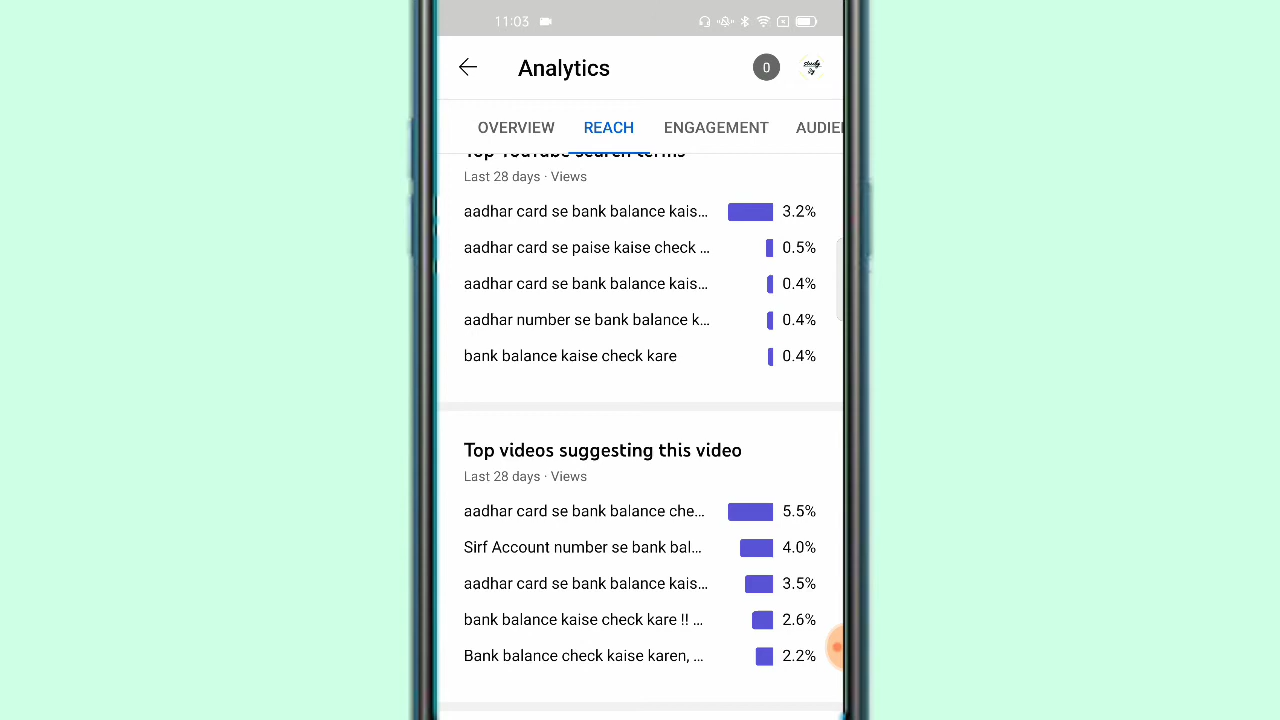 11:03
Analytics
0
OVERVIEW REACH ENGAGEMENT AUDIE
Top YouTube search terms
Last 28 days · Views
aadhar card se bank balance kais... 3.2%
aadhar card se paise kaise check ... 0.5%
aadhar card se bank balance kais... 0.4%
aadhar number se bank balance k... 0.4%
bank balance kaise check kare 0.4%
Top videos suggesting this video
Last 28 days · Views
aadhar card se bank balance che... 5.5%
Sirf Account number se bank bal... 4.0%
aadhar card se bank balance kais... 3.5%
bank balance kaise check kare !! ... 2.6%
Bank balance check kaise karen, ... 2.2%